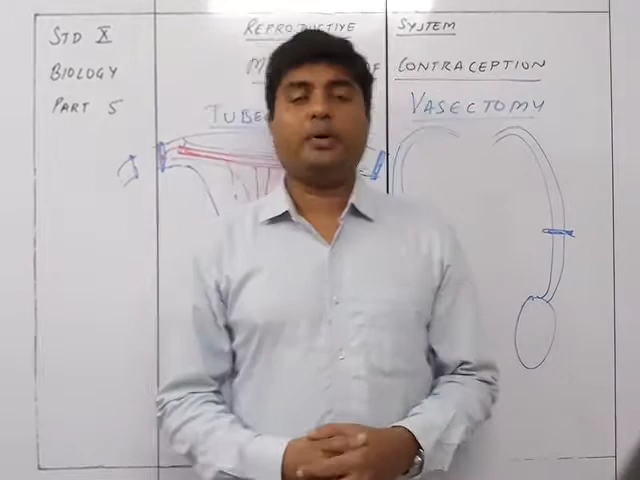 STD X
BIOLOGY
PART 5
REPRODUCTIVE SYSTEM
CONTRACEPTION
VASECTOMY